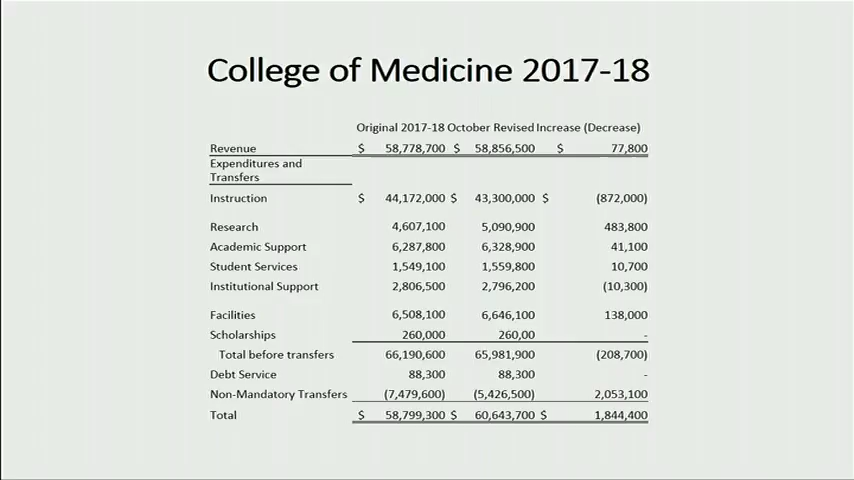 College of Medicine 2017-18
Original 2017-18 October Revised Increase (Decrease)
Revenue $ 58,778,700 $ 58,856,500 $ 77,800
Expenditures and
Transfers
Instruction $ 44,172,000 $ 43,300,000 $ (872,000)
Research 4,607,100 5,090,900 483,800
Academic Support 6,287,800 6,328,900 41,100
Student Services 1,549,100 1,559,800 10,700
Institutional Support 2,806,500 2,796,200 (10,300)
Facilities 6,508,100 6,646,100 138,000
Scholarships 260,000 260,00 -
Total before transfers 66,190,600 65,981,900 (208,700)
Debt Service 88,300 88,300 -
Non-Mandatory Transfers (7,479,600) (5,426,500) 2,053,100
Total $ 58,799,300 $ 60,643,700 $ 1,844,400